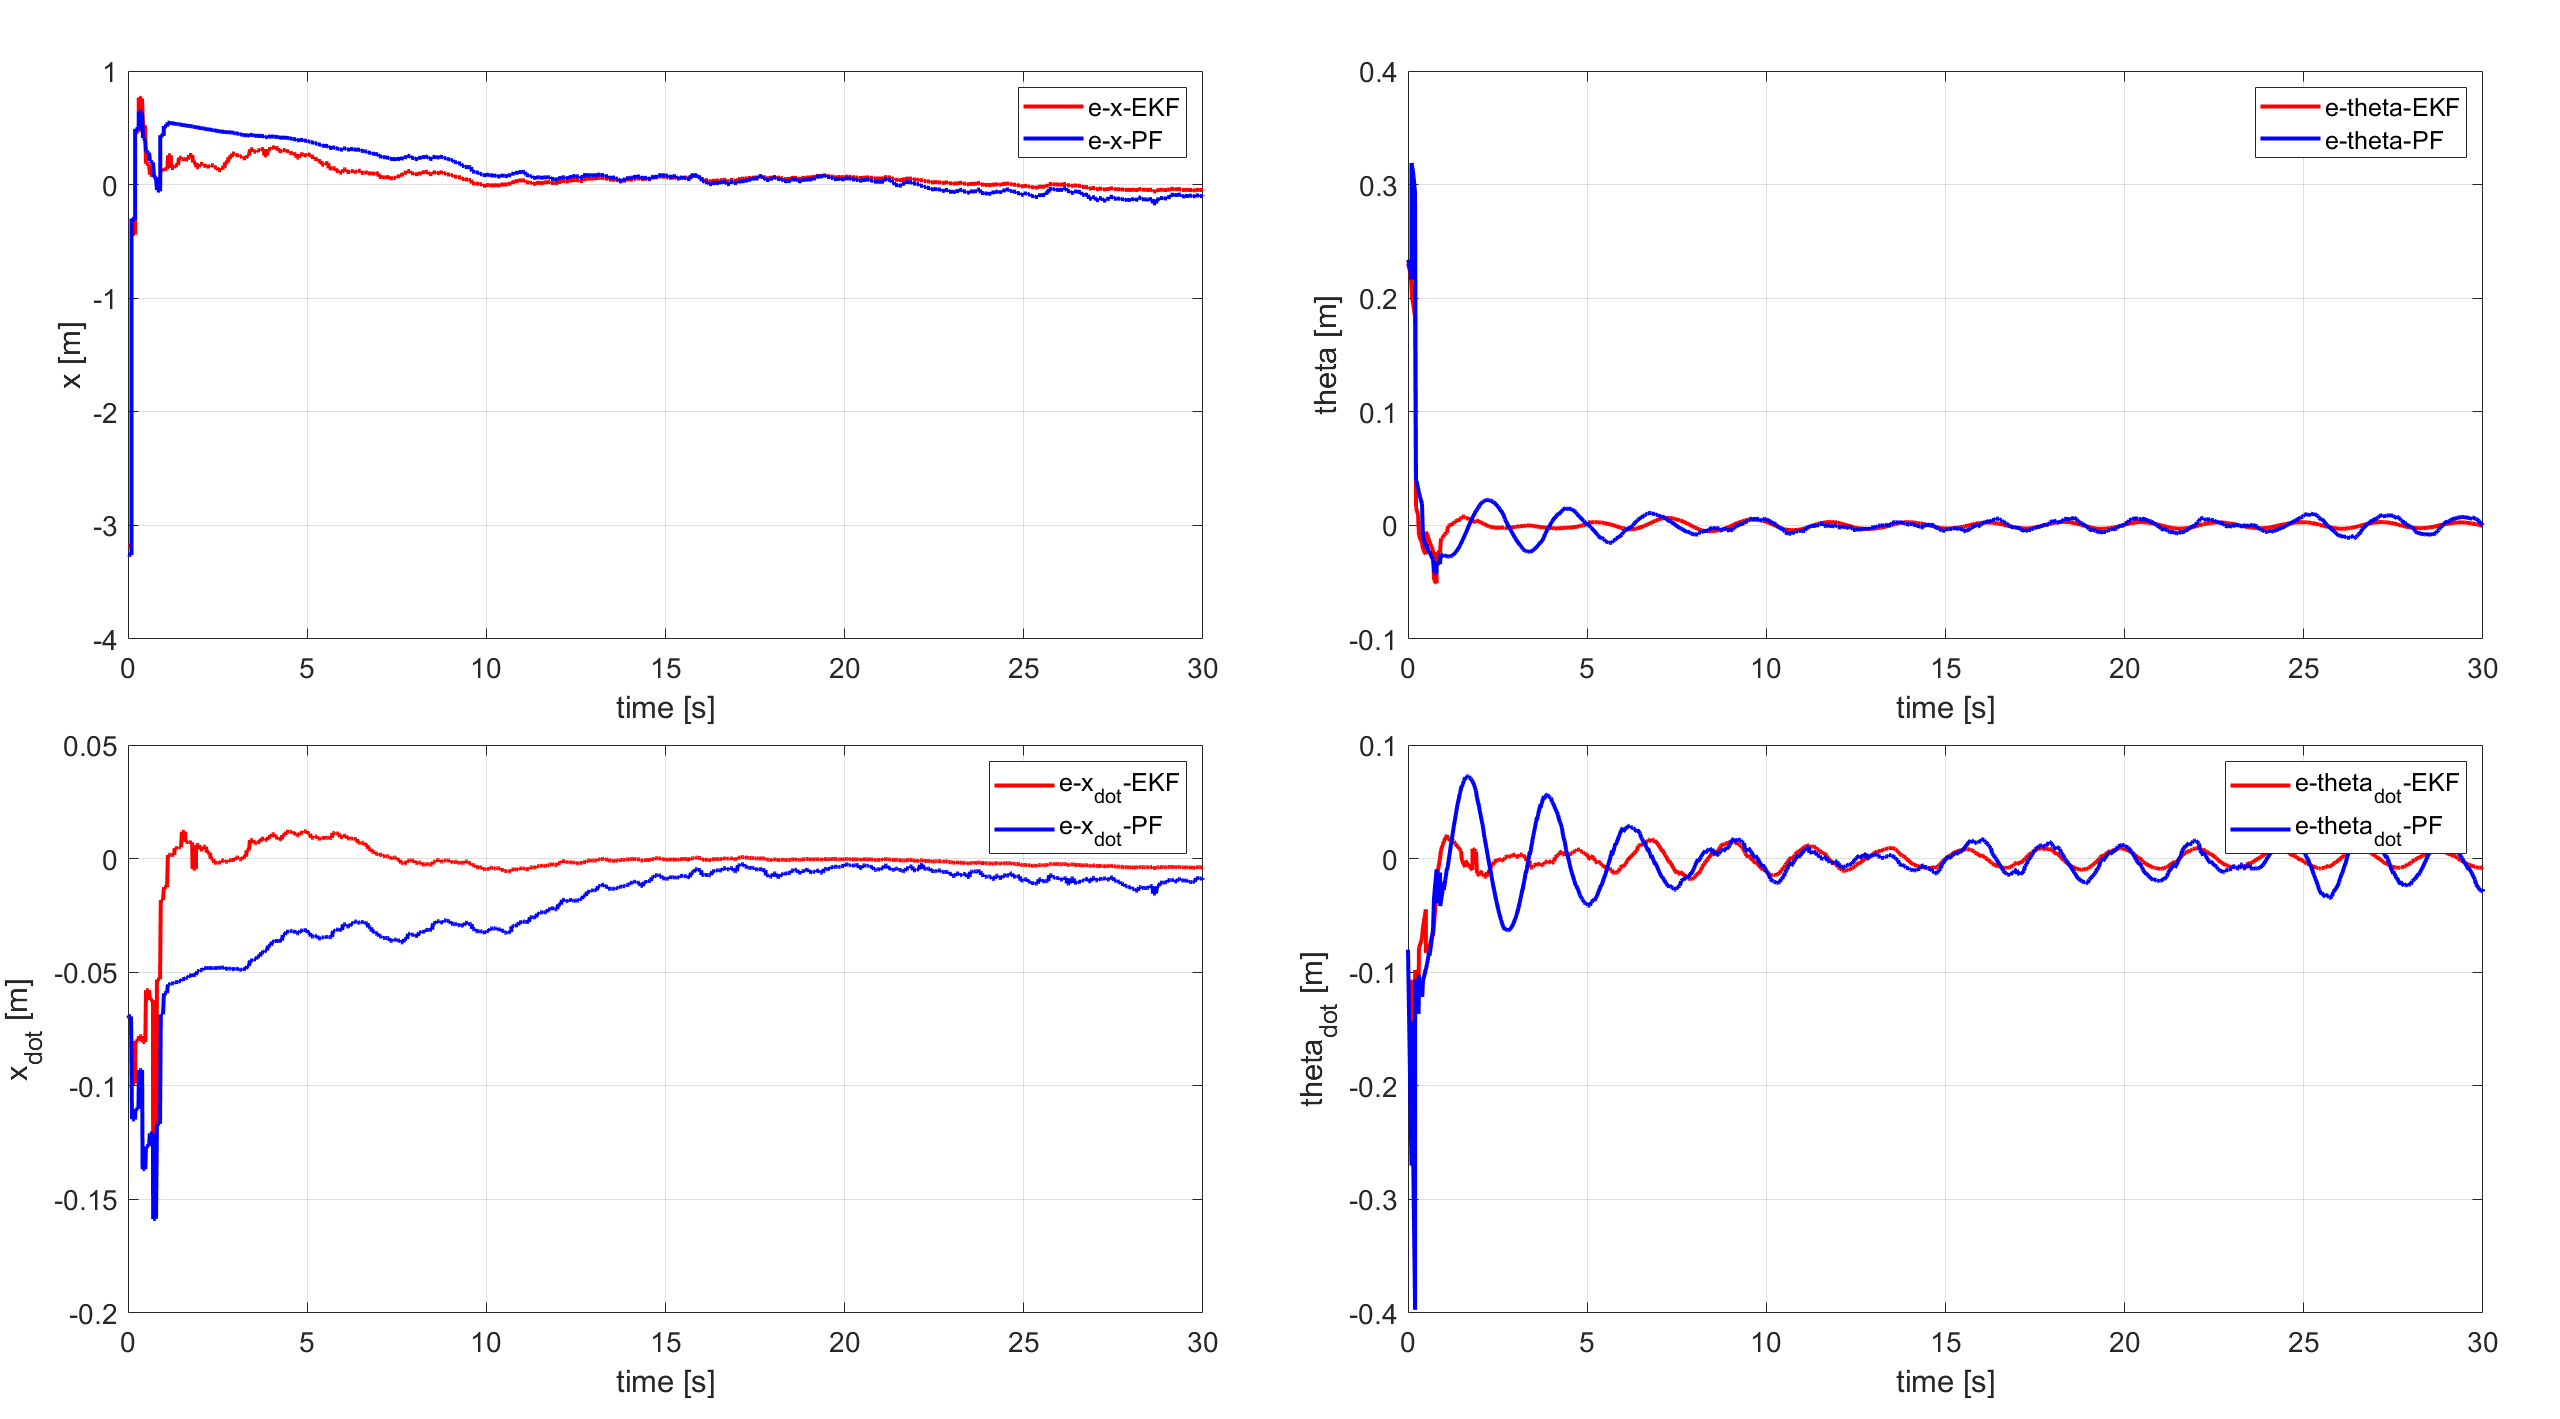 1
0
-1
-2
-3
-4
x [m]
e-x-EKF
e-x-PF
0 5 10 15 20 25 30
time [s]
0.4
0.3
0.2
0.1
0
-0.1
theta [m]
e-theta-EKF
e-theta-PF
0 5 10 15 20 25 30
time [s]
0.05
0
-0.05
-0.1
-0.15
-0.2
xdot [m]
e-xdot-EKF
e-xdot-PF
0 5 10 15 20 25 30
time [s]
0.1
0
-0.1
-0.2
-0.3
-0.4
thetadot [m]
e-thetadot-EKF
e-thetadot-PF
0 5 10 15 20 25 30
time [s]